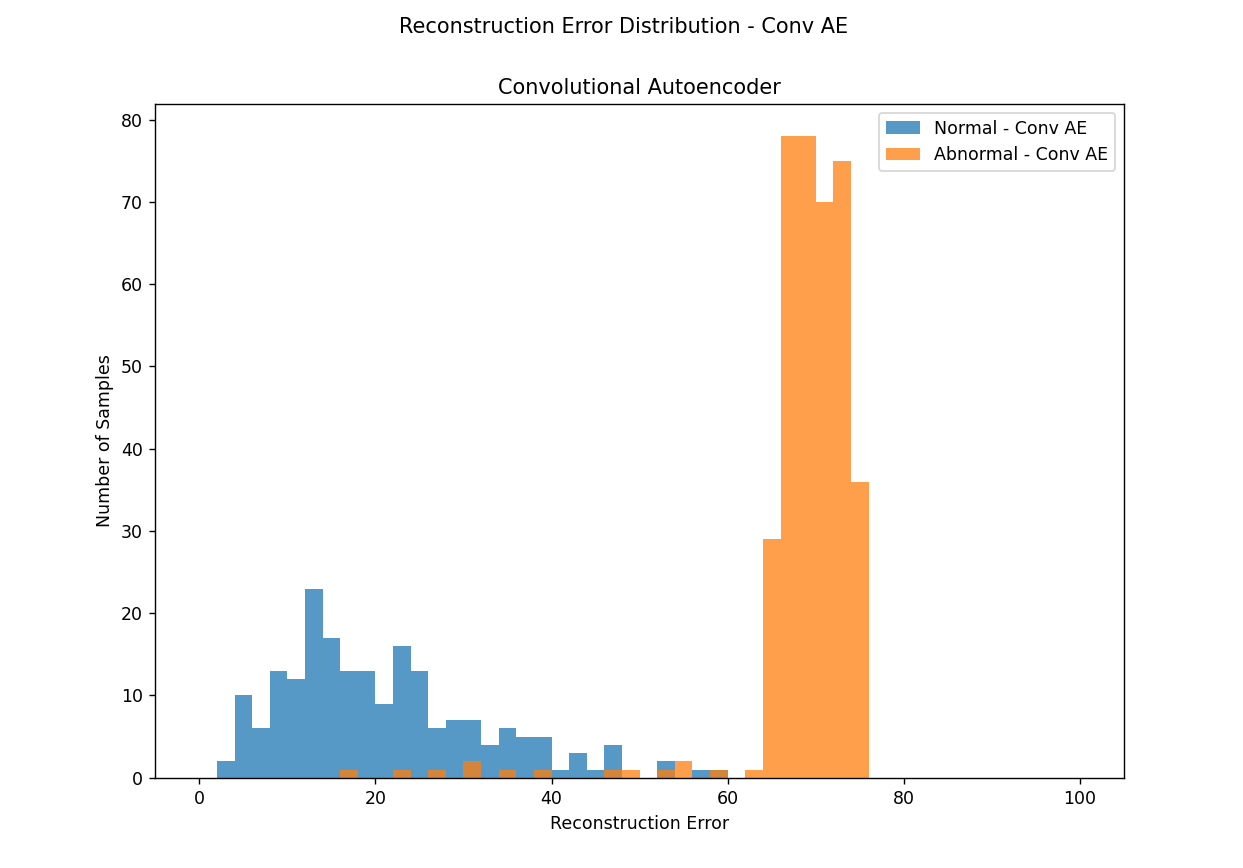 Reconstruction Error Distribution - Conv AE
Convolutional Autoencoder
Normal - Conv AE
Abnormal - Conv AE
80
70
60
50
40
30
20
10
0
Number of Samples
0 20 40 60 80 100
Reconstruction Error